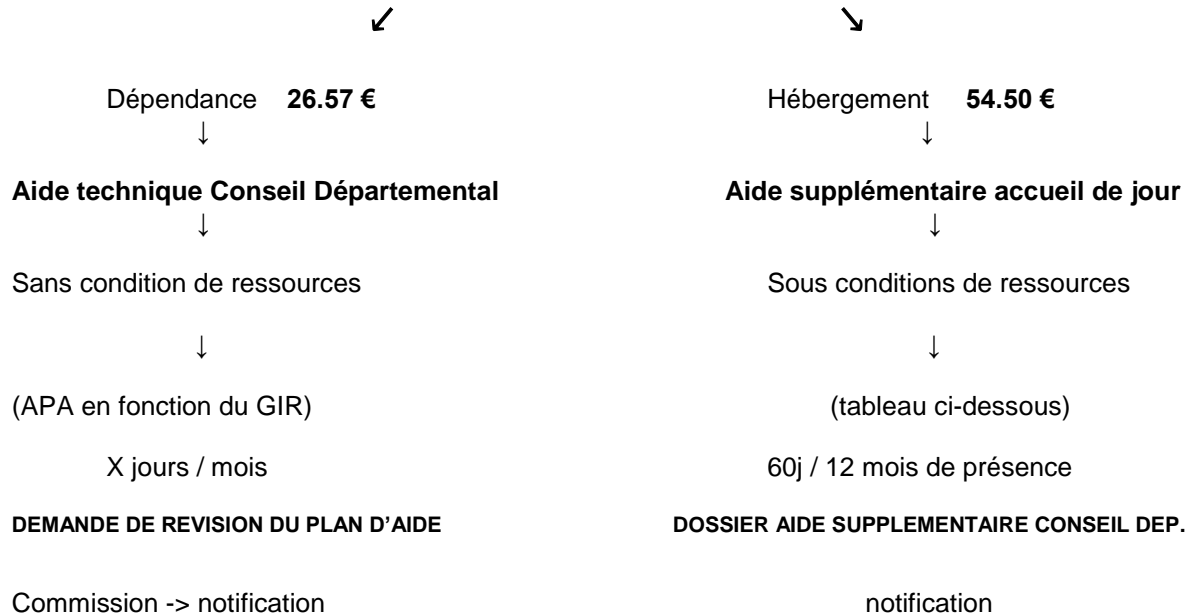 ↙ ↘
Dépendance 26.57 € Hébergement 54.50 €
↓ ↓
Aide technique Conseil Départemental Aide supplémentaire accueil de jour
↓ ↓
Sans condition de ressources Sous conditions de ressources
↓ ↓
(APA en fonction du GIR) (tableau ci-dessous)
X jours / mois 60j / 12 mois de présence
DEMANDE DE REVISION DU PLAN D’AIDE DOSSIER AIDE SUPPLEMENTAIRE CONSEIL DEP.
Commission -> notification notification